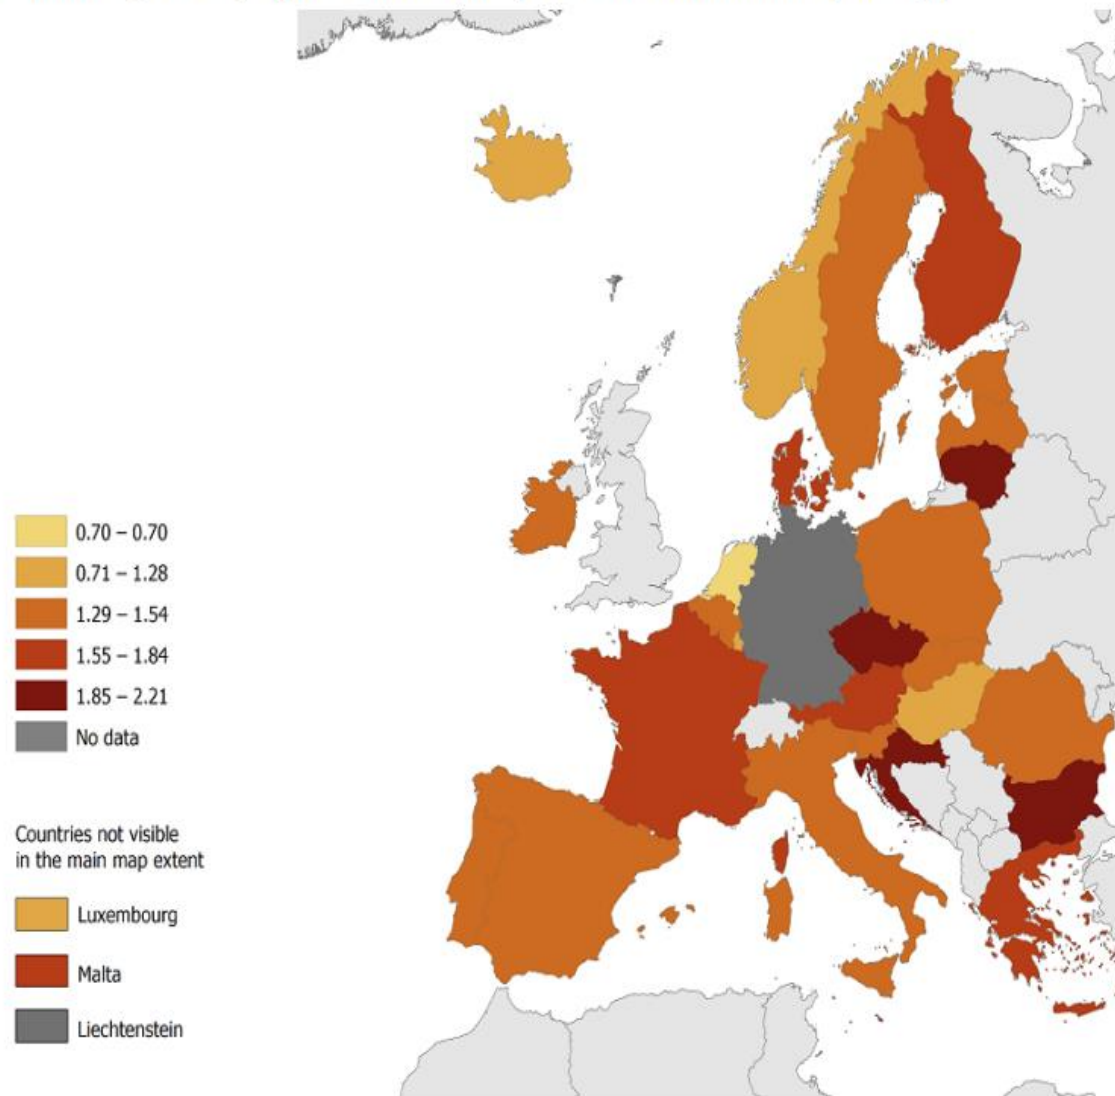 0.70 – 0.70
0.71 – 1.28
1.29 – 1.54
1.55 – 1.84
1.85 – 2.21
No data
Countries not visible
in the main map extent
Luxembourg
Malta
Liechtenstein